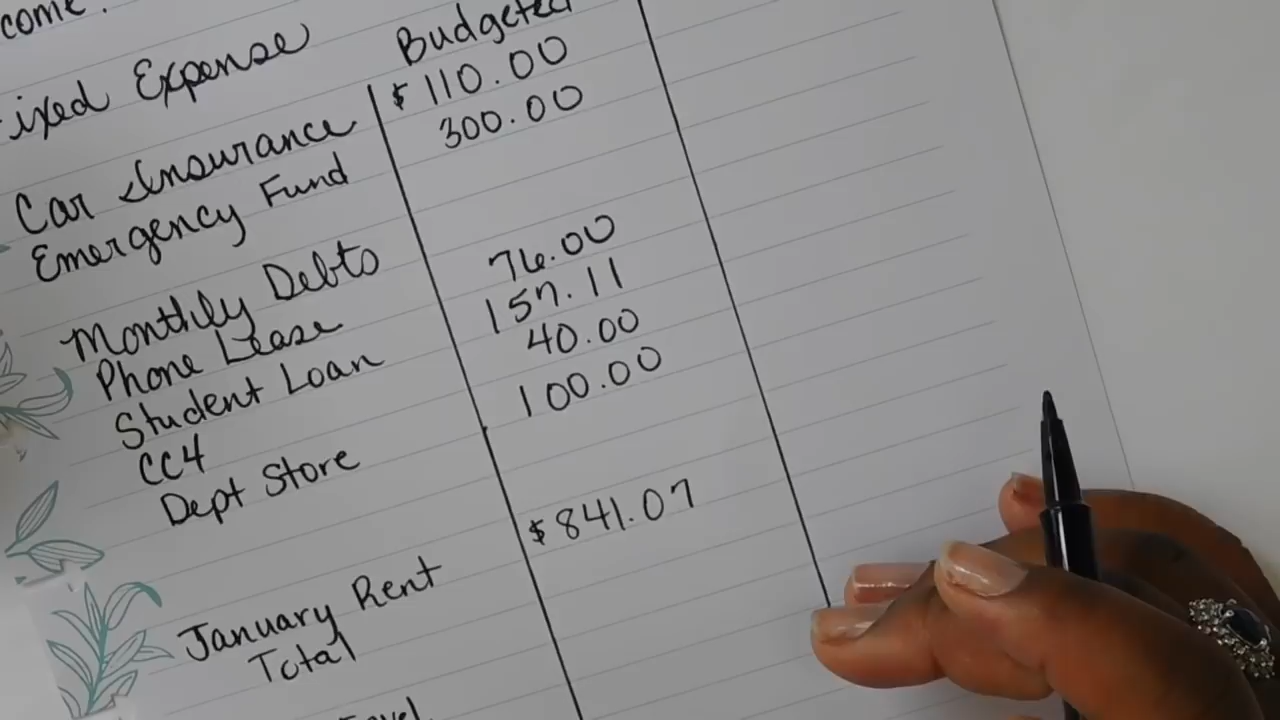 come:
ixed Expense Budgeted
Car Insurance $110.00
Emergency Fund 300.00
Monthly Debts
Phone Lease 76.00
Student Loan 157.11
CC4 40.00
Dept Store 100.00
January Rent $841.07
Total